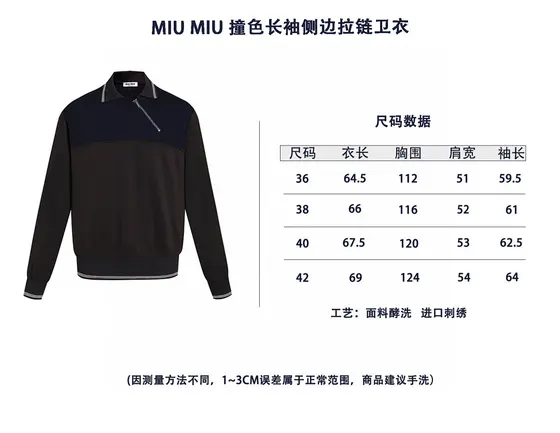 MIU MIU 撞色长袖侧边拉链卫衣
尺码数据
尺码 衣长 胸围 肩宽 袖长
36 64.5 112 51 59.5
38 66 116 52 61
40 67.5 120 53 62.5
42 69 124 54 64
工艺：面料酵洗 进口刺绣
(因测量方法不同，1~3CM误差属于正常范围，商品建议手洗)